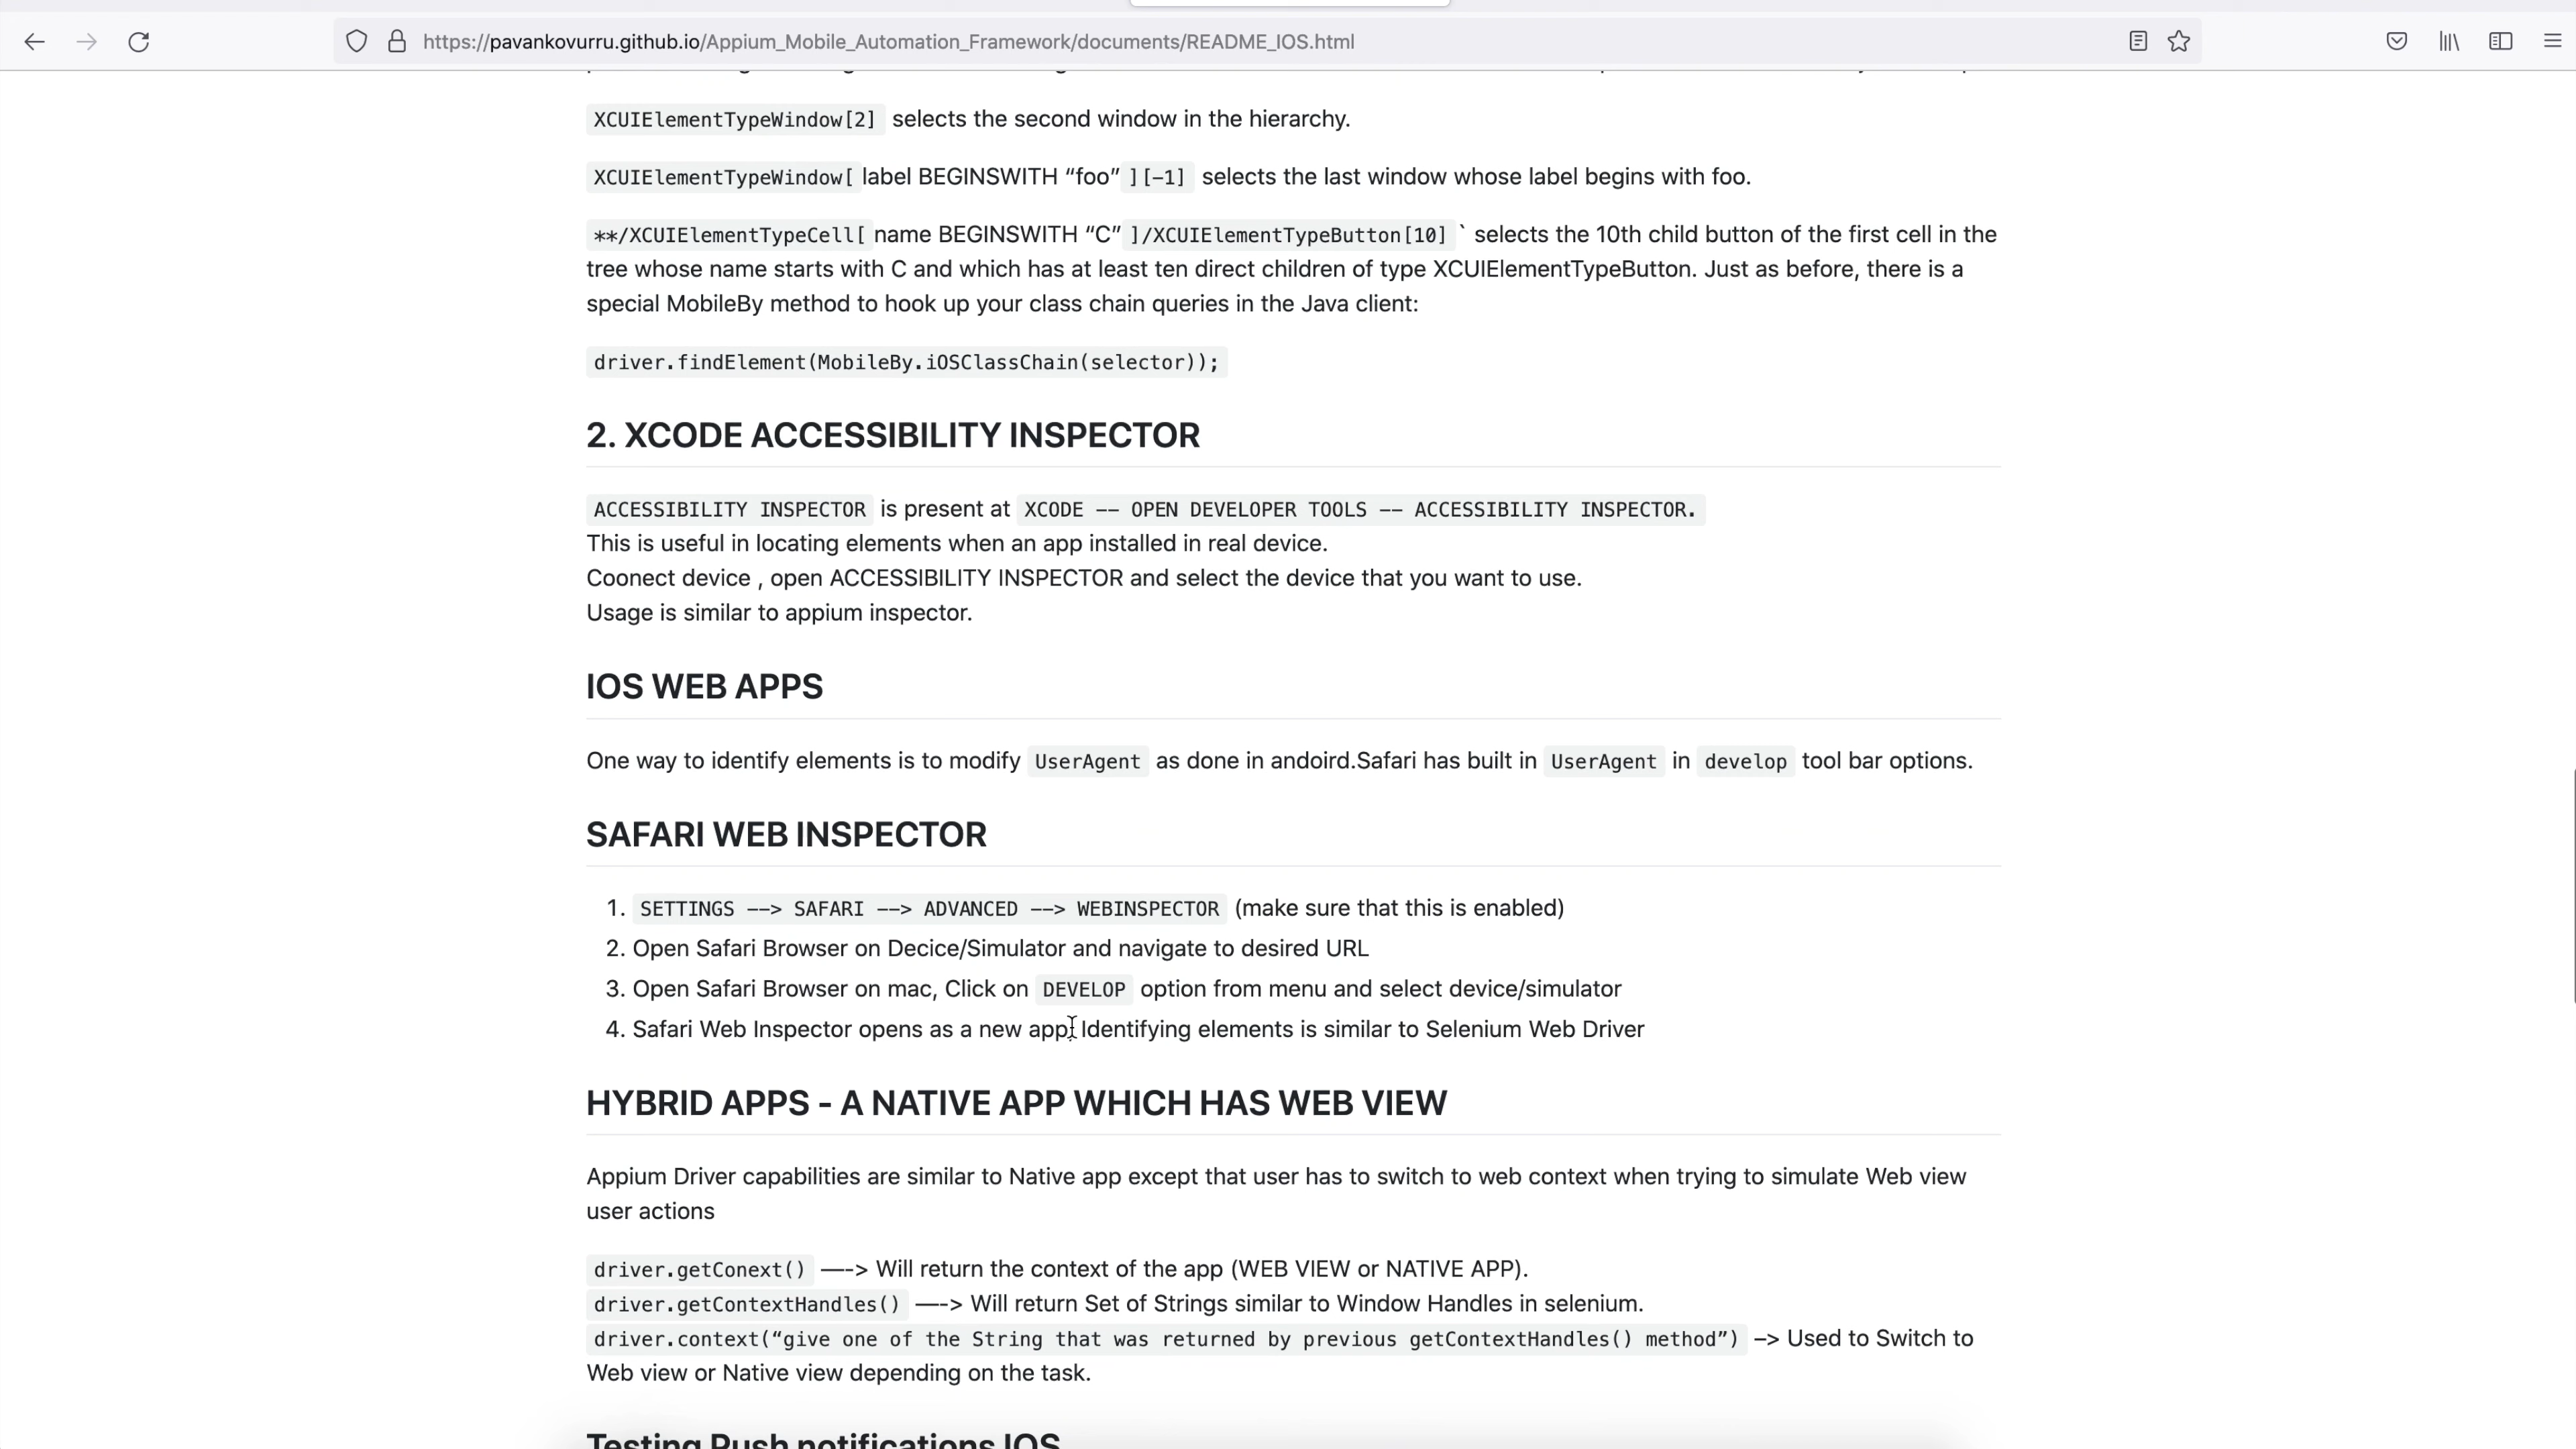 https://pavankovurru.github.io/Appium_Mobile_Automation_Framework/documents/README_IOS.html
XCUIElementTypeWindow[2] selects the second window in the hierarchy.
XCUIElementTypeWindow[ label BEGINSWITH “foo” ][-1] selects the last window whose label begins with foo.
**/XCUIElementTypeCell[ name BEGINSWITH “C” ]/XCUIElementTypeButton[10] ` selects the 10th child button of the first cell in the
tree whose name starts with C and which has at least ten direct children of type XCUIElementTypeButton. Just as before, there is a
special MobileBy method to hook up your class chain queries in the Java client:
driver.findElement(MobileBy.iOSClassChain(selector));
2. XCODE ACCESSIBILITY INSPECTOR
ACCESSIBILITY INSPECTOR is present at XCODE -- OPEN DEVELOPER TOOLS -- ACCESSIBILITY INSPECTOR.
This is useful in locating elements when an app installed in real device.
Coonect device , open ACCESSIBILITY INSPECTOR and select the device that you want to use.
Usage is similar to appium inspector.
IOS WEB APPS
One way to identify elements is to modify UserAgent as done in andoird.Safari has built in UserAgent in develop tool bar options.
SAFARI WEB INSPECTOR
1. SETTINGS --> SAFARI --> ADVANCED --> WEBINSPECTOR (make sure that this is enabled)
2. Open Safari Browser on Decice/Simulator and navigate to desired URL
3. Open Safari Browser on mac, Click on DEVELOP option from menu and select device/simulator
4. Safari Web Inspector opens as a new app. Identifying elements is similar to Selenium Web Driver
HYBRID APPS - A NATIVE APP WHICH HAS WEB VIEW
Appium Driver capabilities are similar to Native app except that user has to switch to web context when trying to simulate Web view
user actions
driver.getConext() —-> Will return the context of the app (WEB VIEW or NATIVE APP).
driver.getContextHandles() —-> Will return Set of Strings similar to Window Handles in selenium.
driver.context(“give one of the String that was returned by previous getContextHandles() method”) –> Used to Switch to
Web view or Native view depending on the task.
Testing Push notifications IOS